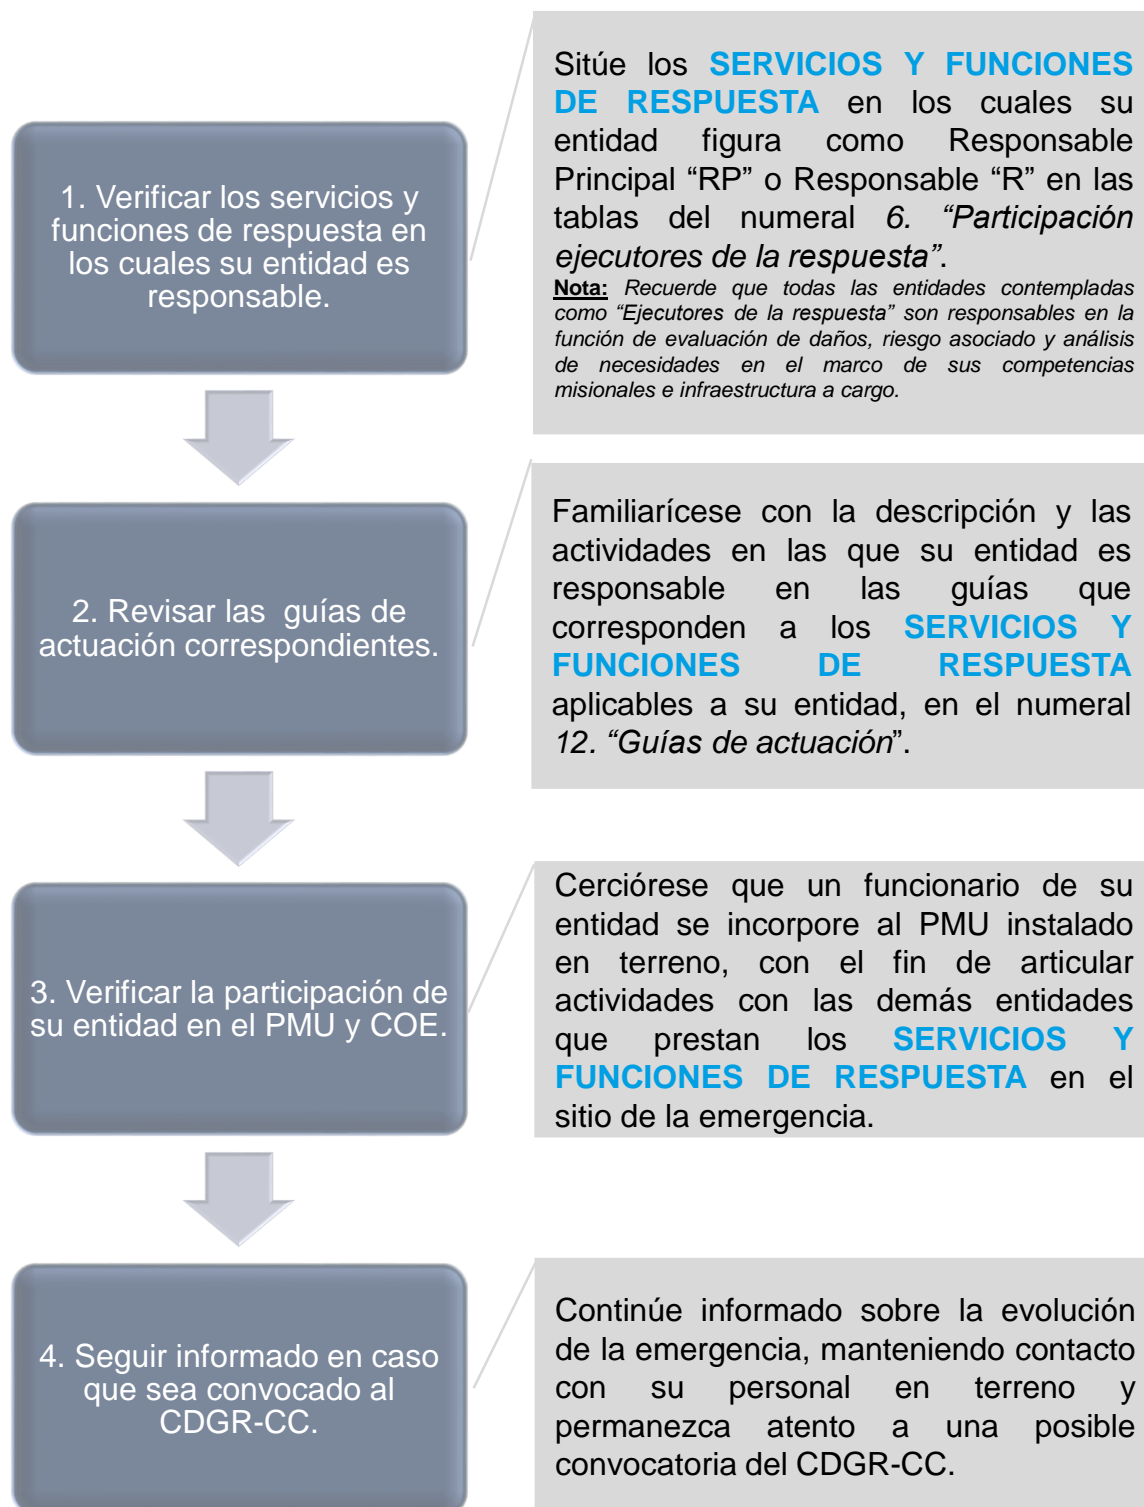 1. Verificar los servicios y
funciones de respuesta en
los cuales su entidad es
responsable.
Sitúe los SERVICIOS Y FUNCIONES
DE RESPUESTA en los cuales su
entidad figura como Responsable
Principal “RP” o Responsable “R” en las
tablas del numeral 6. “Participación
ejecutores de la respuesta”.
Nota: Recuerde que todas las entidades contempladas
como “Ejecutores de la respuesta” son responsables en la
función de evaluación de daños, riesgo asociado y análisis
de necesidades en el marco de sus competencias
misionales e infraestructura a cargo.
2. Revisar las guías de
actuación correspondientes.
Familiarícese con la descripción y las
actividades en las que su entidad es
responsable en las guías que
corresponden a los SERVICIOS Y
FUNCIONES DE RESPUESTA
aplicables a su entidad, en el numeral
12. “Guías de actuación”.
3. Verificar la participación de
su entidad en el PMU y COE.
Cerciórese que un funcionario de su
entidad se incorpore al PMU instalado
en terreno, con el fin de articular
actividades con las demás entidades
que prestan los SERVICIOS Y
FUNCIONES DE RESPUESTA en el
sitio de la emergencia.
4. Seguir informado en caso
que sea convocado al
CDGR-CC.
Continúe informado sobre la evolución
de la emergencia, manteniendo contacto
con su personal en terreno y
permanezca atento a una posible
convocatoria del CDGR-CC.